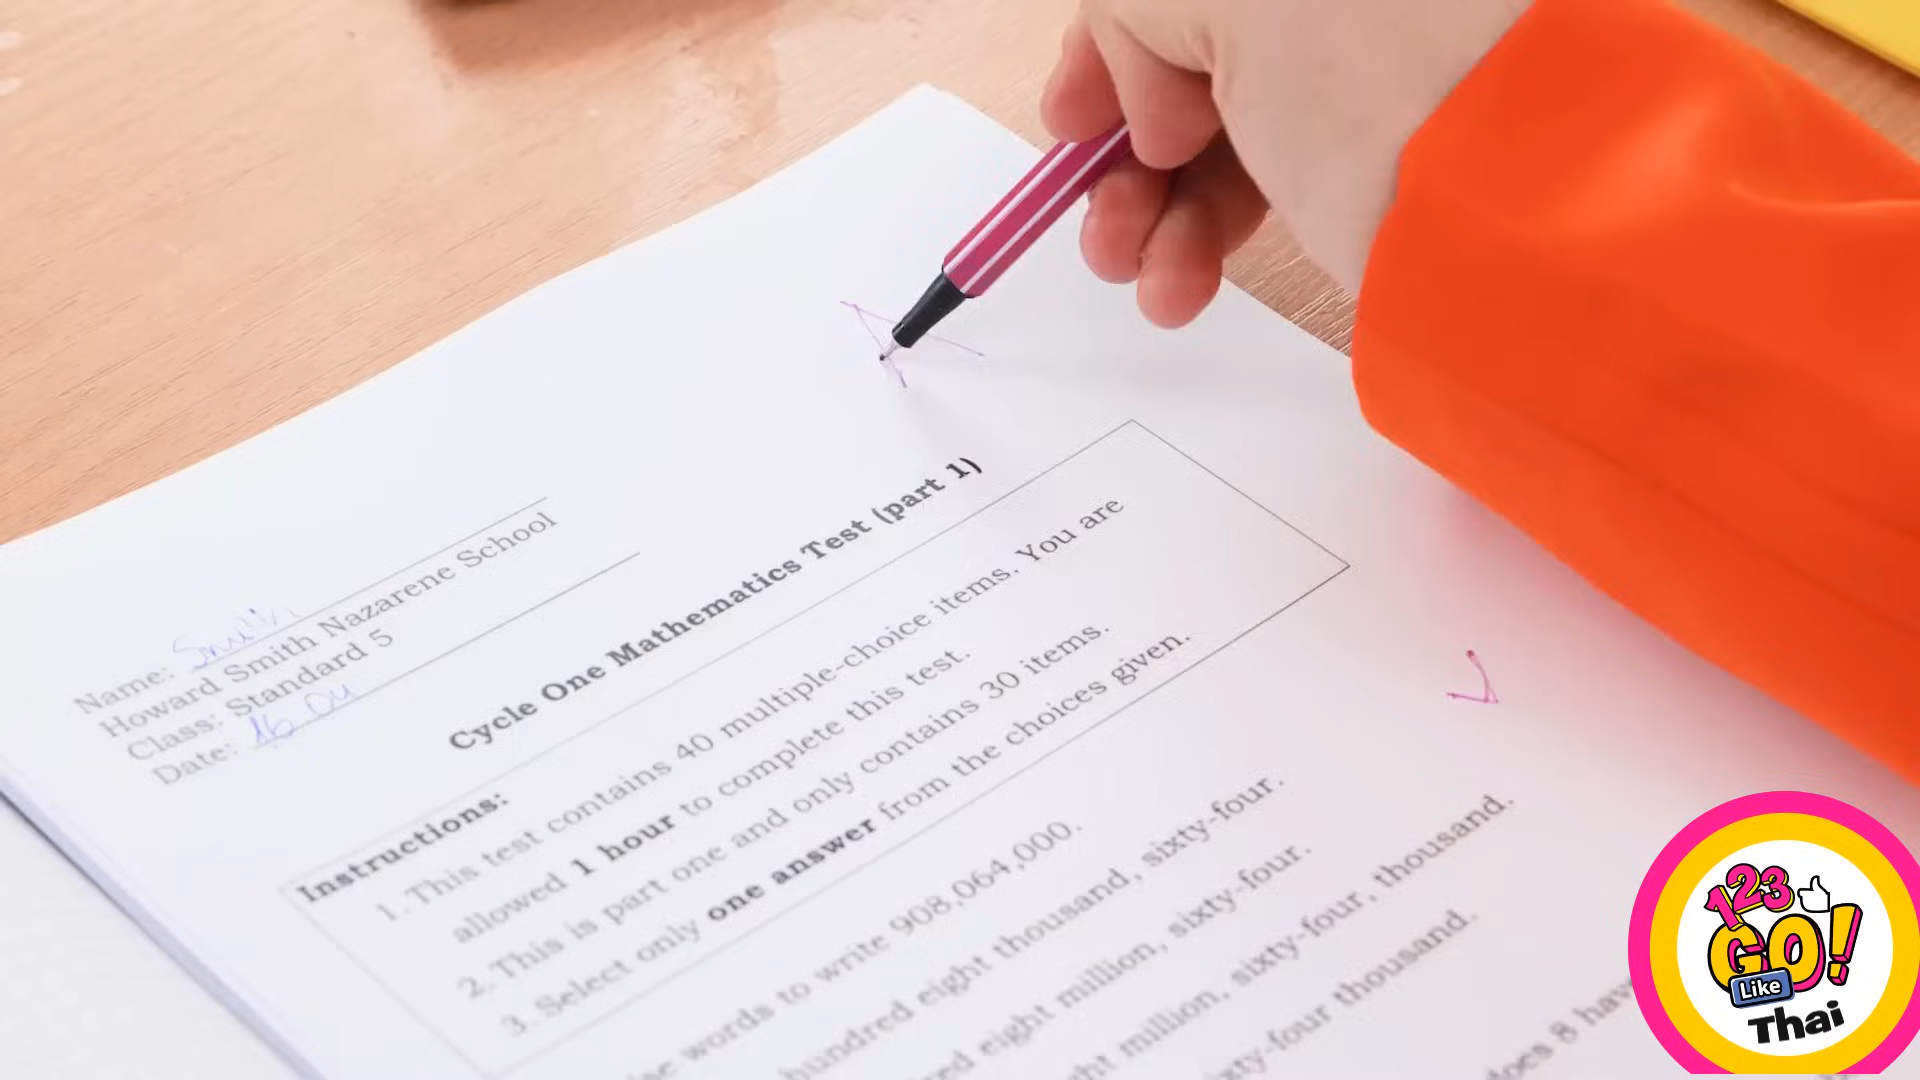 Name: Smith
Howard Smith Nazarene School
Class: Standard 5
Date: 16 04
Cycle One Mathematics Test (part 1)
Instructions:
1. This test contains 40 multiple-choice items. You are
allowed 1 hour to complete this test.
2. This is part one and only contains 30 items.
3. Select only one answer from the choices given.
words to write 908,064,000.
hundred eight thousand, sixty-four.
eight million, sixty-four.
million, sixty-four, thousand.
thousand.
8
123
GO!
Like
Thai